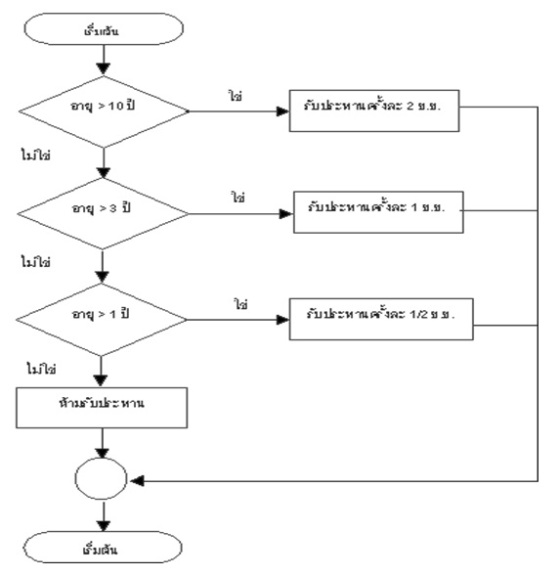 เริ่มต้น
อายุ > 10 ปี
ใช่
รับประทานครั้งละ 2 ช.ช.
ไม่ใช่
อายุ > 3 ปี
ใช่
รับประทานครั้งละ 1 ช.ช.
ไม่ใช่
อายุ > 1 ปี
ใช่
รับประทานครั้งละ 1/2 ช.ช.
ไม่ใช่
ห้ามรับประทาน
เริ่มต้น